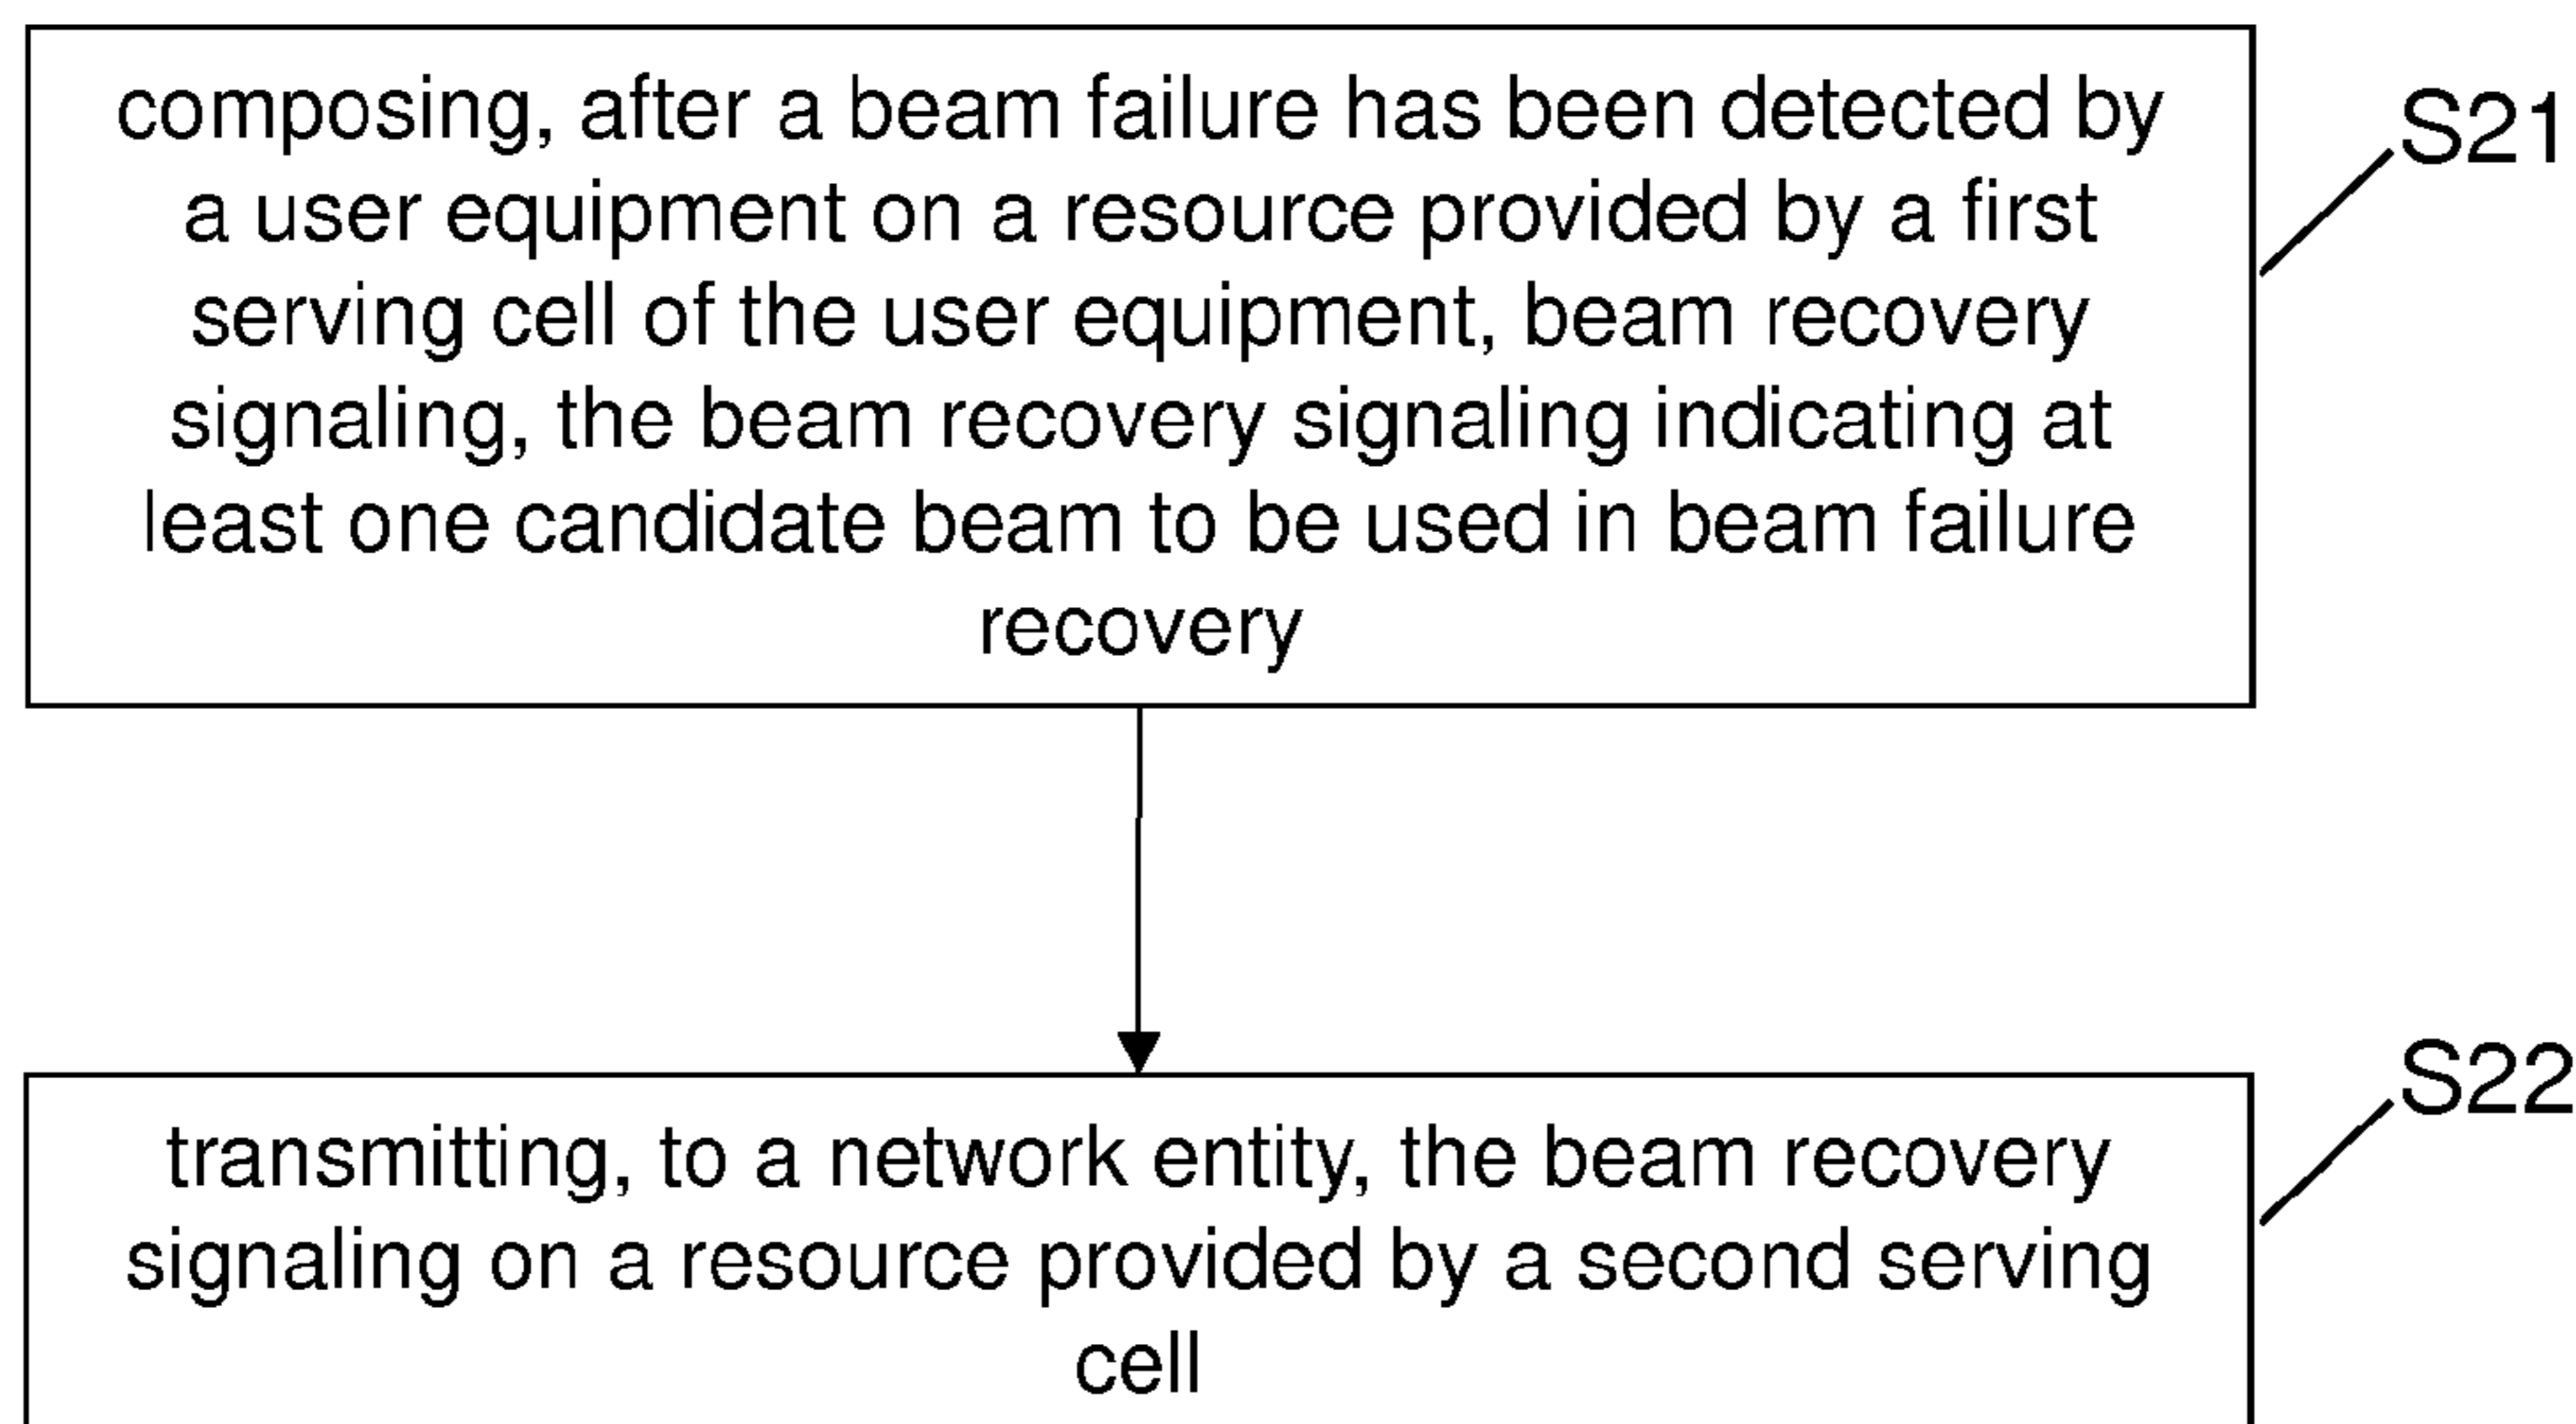 composing, after a beam failure has been detected by
a user equipment on a resource provided by a first
serving cell of the user equipment, beam recovery
signaling, the beam recovery signaling indicating at
least one candidate beam to be used in beam failure
recovery
S21
transmitting, to a network entity, the beam recovery
signaling on a resource provided by a second serving
cell
S22